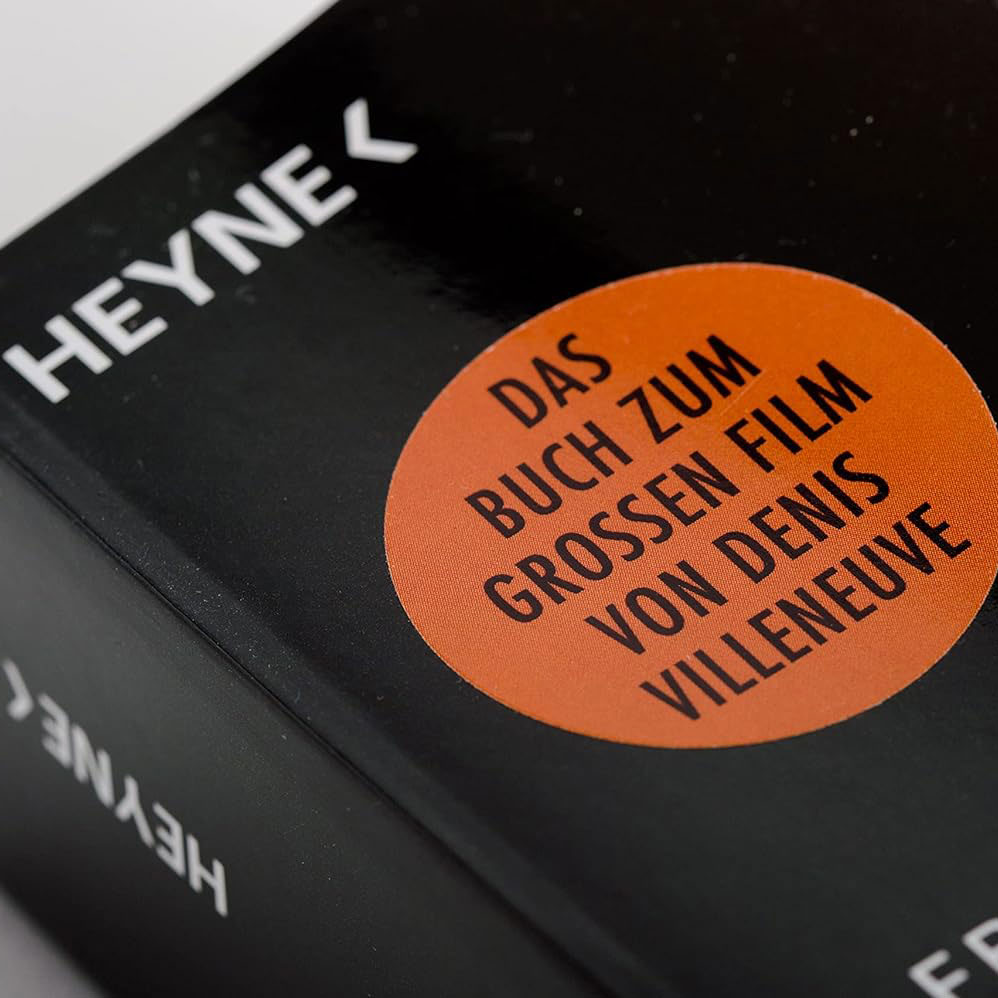 HEYNE <
DAS
BUCH ZUM
GROSSEN FILM
VON DENIS
VILLENEUVE
HEYNE <